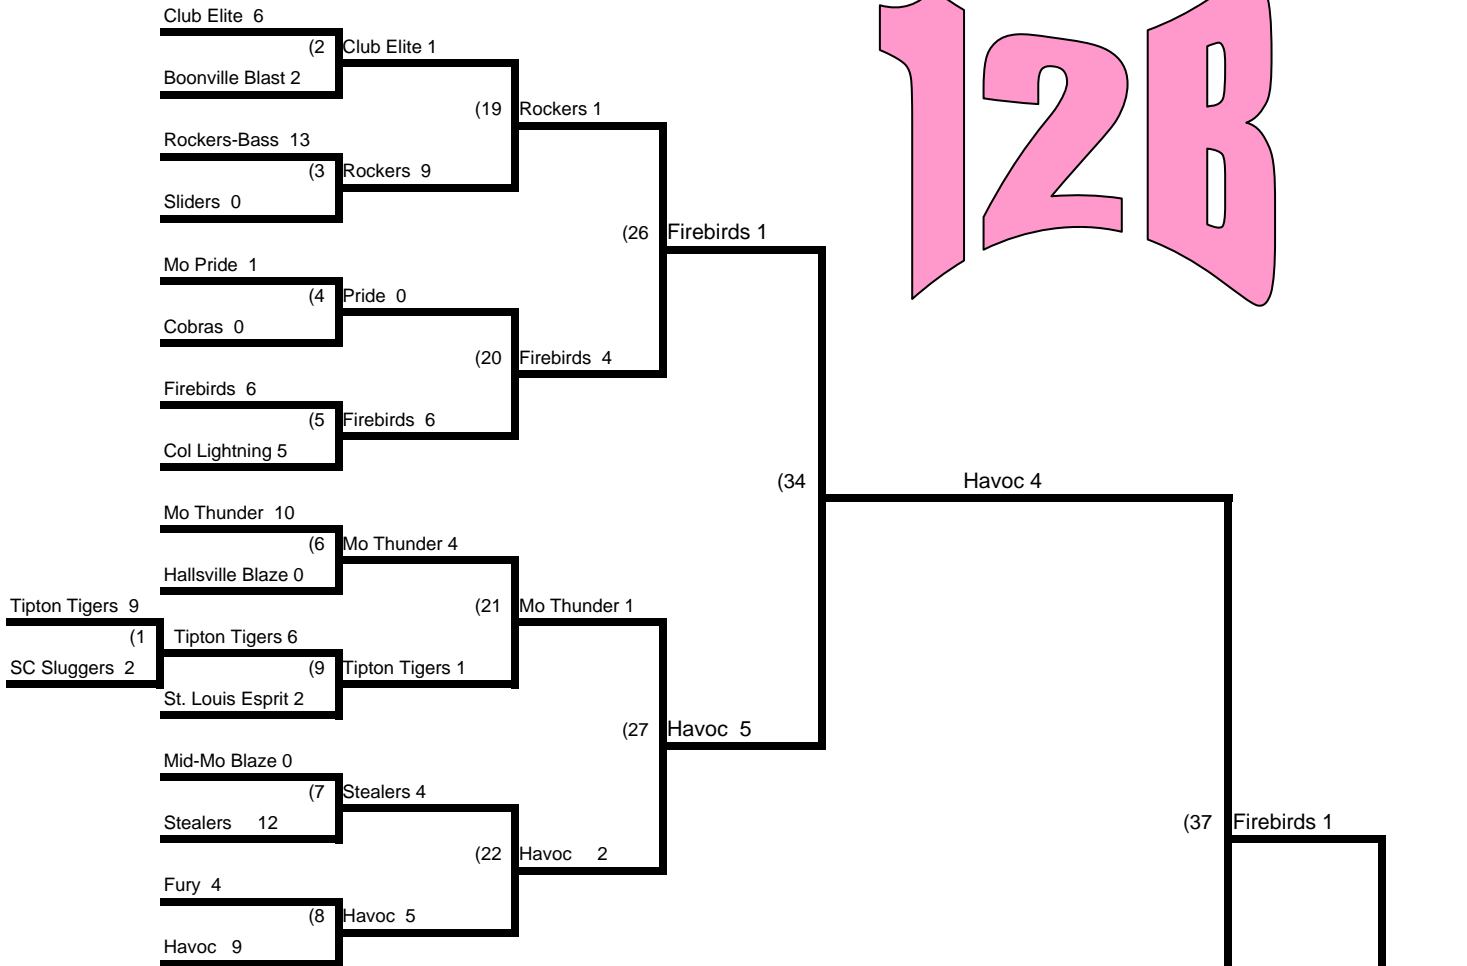 Club Elite  6
(2
Club Elite 1
Boonville Blast 2
(19
Rockers 1
Rockers-Bass  13
(3
Rockers  9
Sliders  0
(26
Firebirds 1
Mo Pride  1
(4
Pride  0
Cobras  0
(20
Firebirds  4
Firebirds  6
(5
Firebirds  6
Col Lightning 5
(34
Havoc 4
Mo Thunder  10
(6
Mo Thunder 4
Hallsville Blaze 0
Tipton Tigers  9
(21
Mo Thunder 1
(1
Tipton Tigers 6
SC Sluggers  2
(9
Tipton Tigers 1
St. Louis Esprit 2
(27
Havoc  5
Mid-Mo Blaze 0
(7
Stealers 4
Stealers    12
(37
Firebirds 1
(22
Havoc    2
Fury  4
(8
Havoc  5
Havoc   9
12B